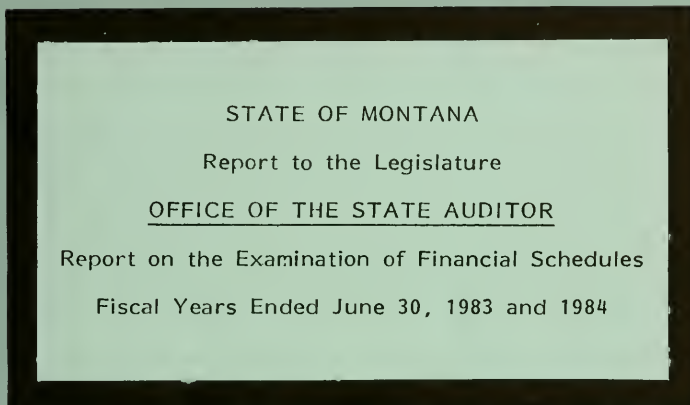 STATE OF MONTANA
Report to the Legislature
OFFICE OF THE STATE AUDITOR
Report on the Examination of Financial Schedules
Fiscal Years Ended June 30, 1983 and 1984